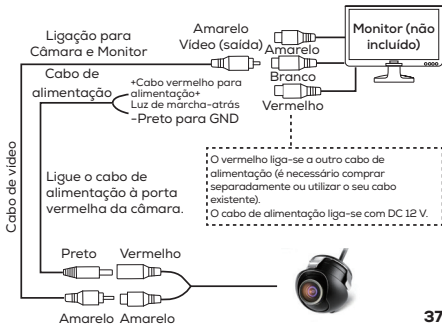 Ligação para
Câmara e Monitor
Amarelo
Vídeo (saída)
Amarelo
Branco
Vermelho
Monitor (não
incluído)
Cabo de
alimentação
+Cabo vermelho para
alimentação+
Luz de marcha-atrás
-Preto para GND
Cabo de vídeo
Ligue o cabo de
alimentação à porta
vermelha da câmara.
O vermelho liga-se a outro cabo de
alimentação (é necessário comprar
separadamente ou utilizar o seu cabo
existente).
O cabo de alimentação liga-se com DC 12 V.
Preto
Vermelho
Amarelo
Amarelo
37